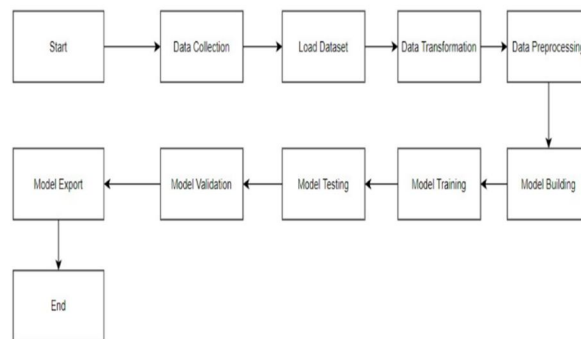 Start
Data Collection
Load Dataset
Data Transformation
Data Preprocessing
Model Export
Model Validation
Model Testing
Model Training
Model Building
End